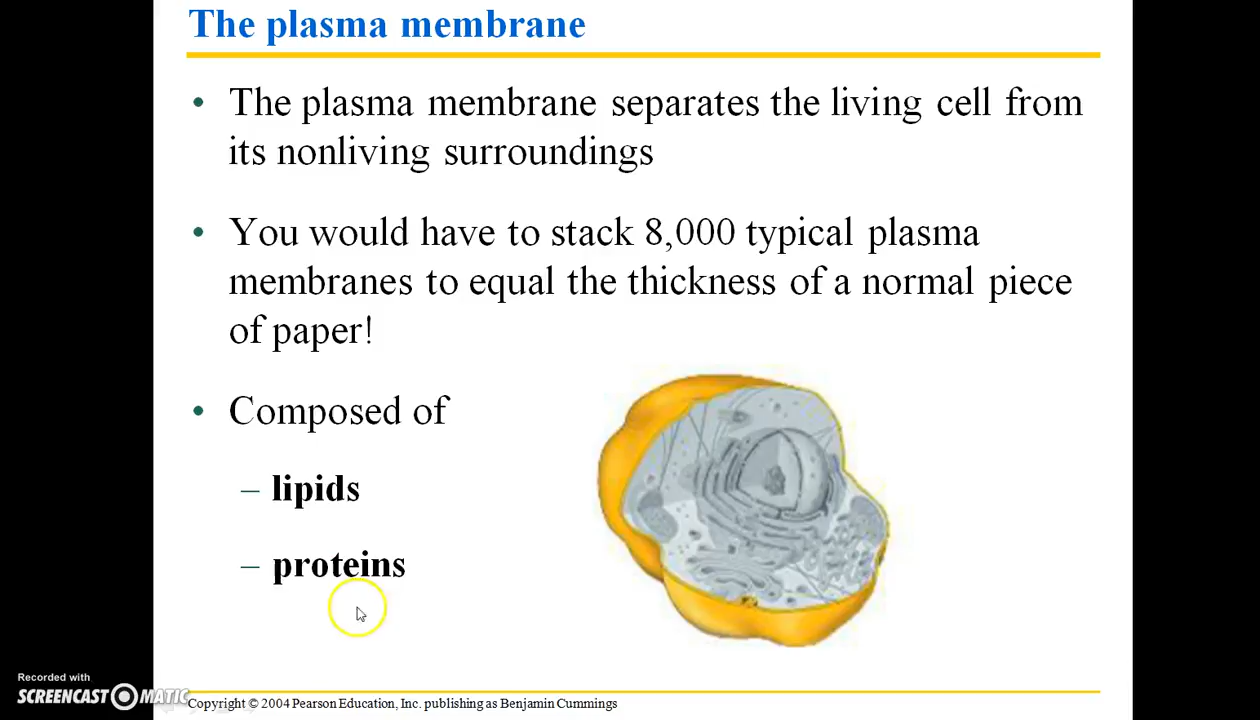 The plasma membrane
• The plasma membrane separates the living cell from
its nonliving surroundings
• You would have to stack 8,000 typical plasma
membranes to equal the thickness of a normal piece
of paper!
• Composed of
– lipids
– proteins
Recorded with
SCREENCAST MATIC
Copyright © 2004 Pearson Education, Inc. publishing as Benjamin Cummings